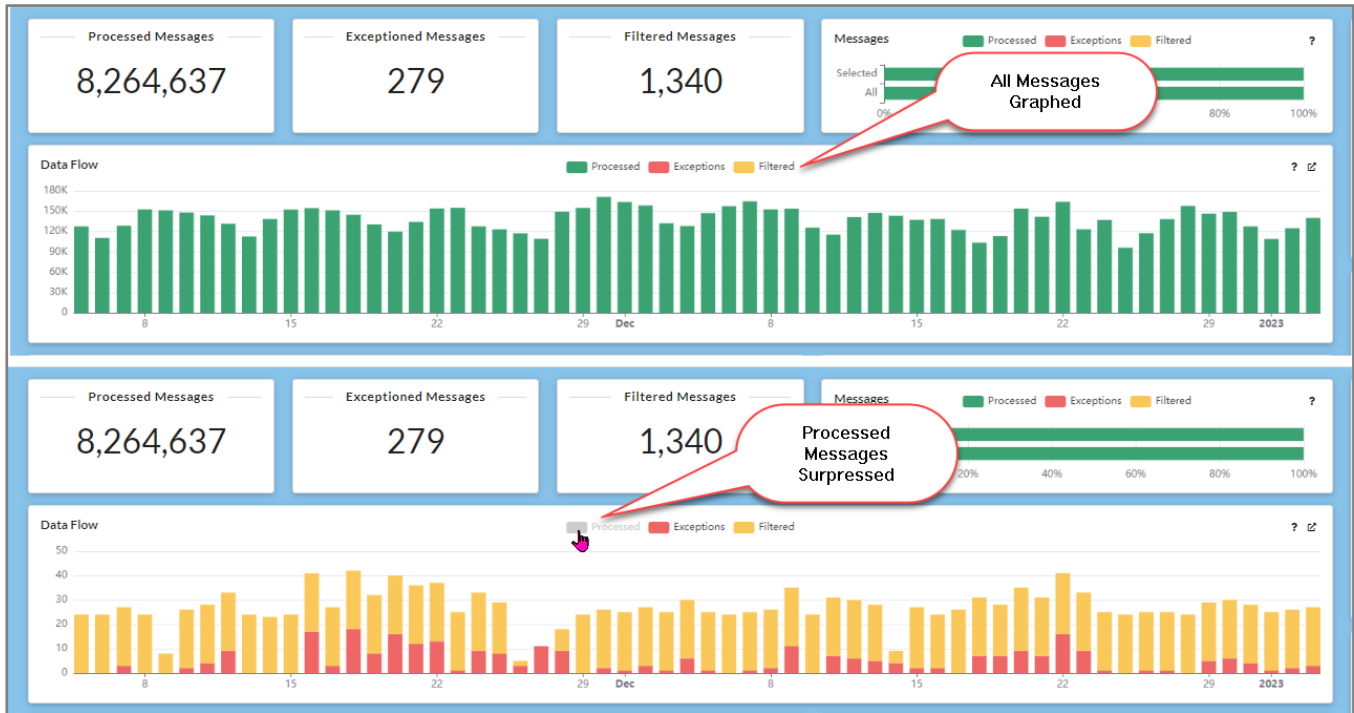 Processed Messages
8,264,637
Exceptioned Messages
279
Filtered Messages
1,340
Messages
Processed Exceptions Filtered
?
Selected
All
0% 80% 100%
All Messages
Graphed
Data Flow
Processed Exceptions Filtered
?
180K
150K
120K
90K
60K
30K
0
8 15 22 29 Dec 8 15 22 29 2023
Processed Messages
8,264,637
Exceptioned Messages
279
Filtered Messages
1,340
Messages
Processed Exceptions Filtered
?
20% 40% 60% 80% 100%
Processed
Messages
Surpressed
Data Flow
Processed Exceptions Filtered
?
50
40
30
20
10
0
8 15 22 29 Dec 8 15 22 29 2023